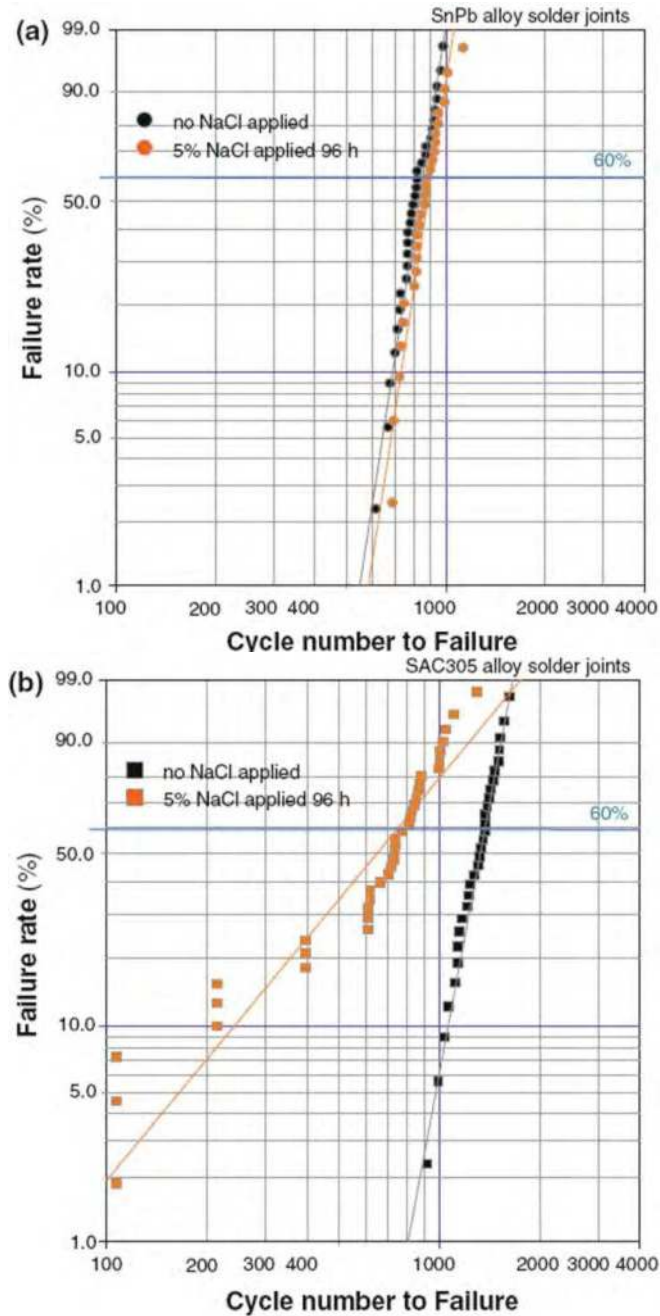 (a)
SnPb alloy solder joints
99.0
90.0
no NaCl applied
5% NaCl applied 96 h
60%
50.0
Failure rate (%)
10.0
5.0
1.0
100 200 300 400 1000 2000 3000 4000
Cycle number to Failure
(b)
SAC305 alloy solder joints
99.0
90.0
no NaCl applied
5% NaCl applied 96 h
60%
50.0
Failure rate (%)
10.0
5.0
1.0
100 200 300 400 1000 2000 3000 4000
Cycle number to Failure